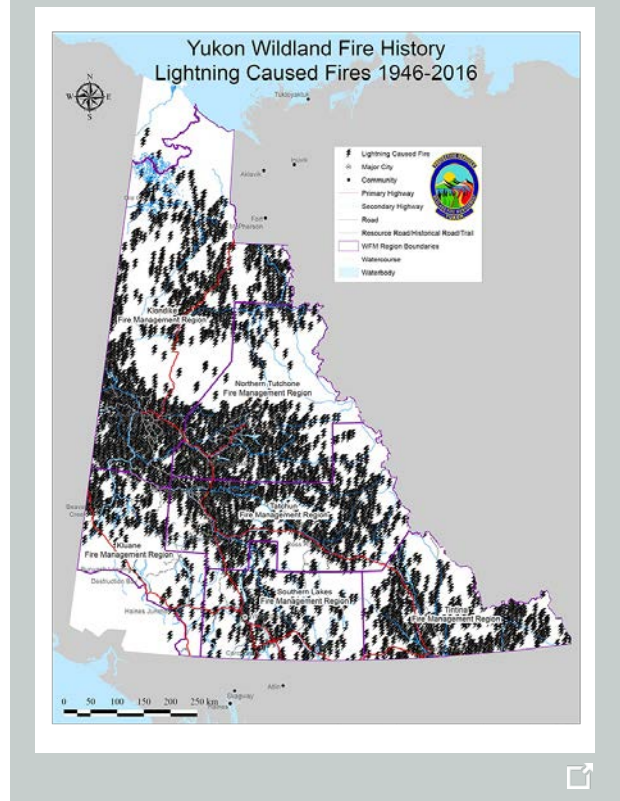 Yukon Wildland Fire History
Lightning Caused Fires 1946-2016
N
W
E
S
Tuktoyaktuk
Aklavik
Inuvik
Fort
McPherson
Lightning Caused Fire
Major City
Community
Primary Highway
Secondary Highway
Road
Resource Road/Historical Road/Trail
WFM Region Boundaries
Watercourse
Waterbody
Klondike
Fire Management Region
Northern Tutchone
Fire Management Region
Tatchun
Fire Management Region
Beaver
Creek
Kluane
Fire Management Region
Destruction Bay
Haines Junction
Southern Lakes
Fire Management Region
Tintina
Fire Management Region
Atlin
Skagway
Haines
0 50 100 150 200 250 km